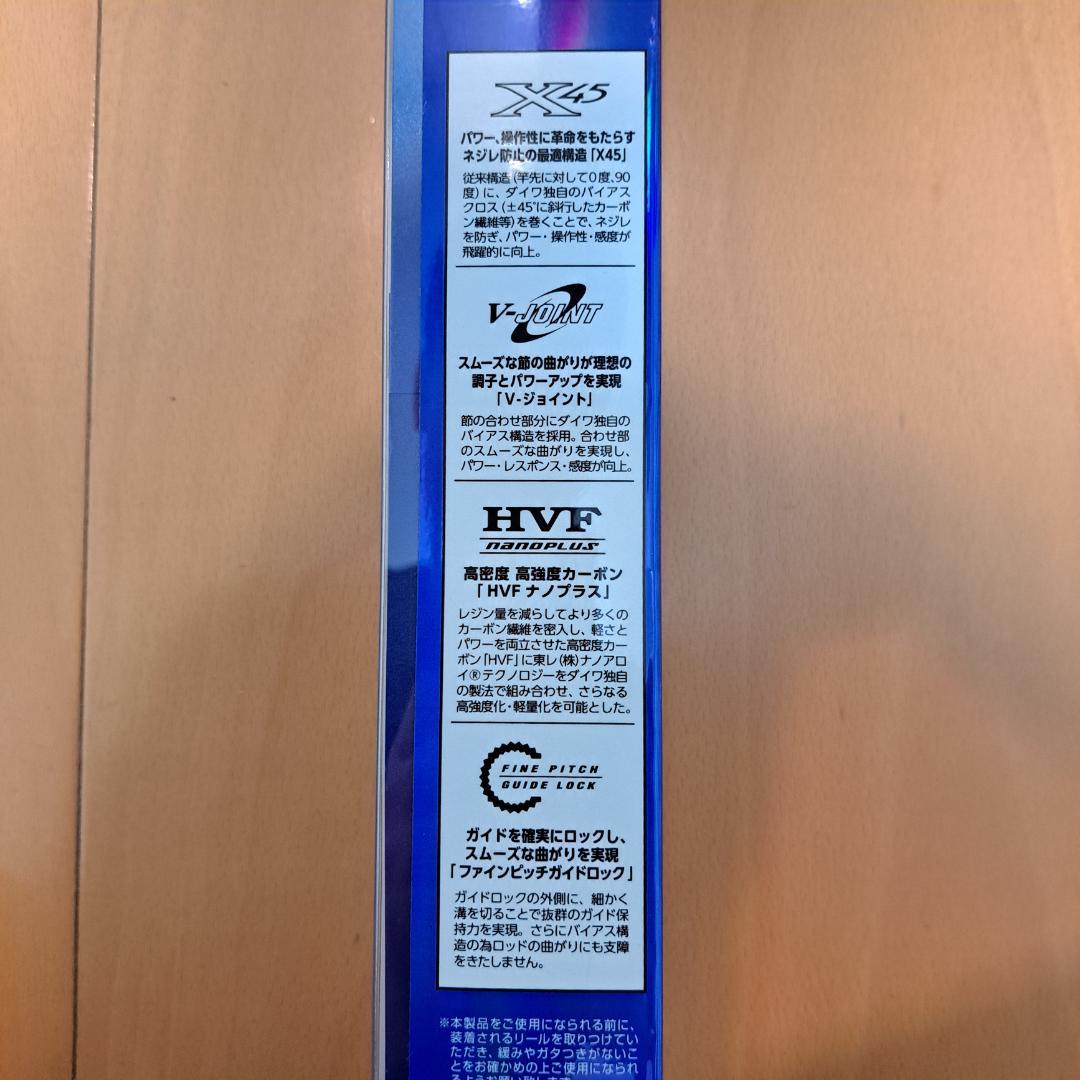 X45
パワー、操作性に革命をもたらす
ネジレ防止の最適構造「X45」
従来構造(竿先に対して0度、90
度)に、ダイワ独自のバイアス
クロス(±45°に斜行したカーボ
ン繊維等)を巻くことで、ネジレ
を防ぎ、パワー・操作性・感度が
飛躍的に向上。
V-JOINT
スムーズな節の曲がりが理想の
調子とパワーアップを実現
「V-ジョイント」
節の合わせ部分にダイワ独自の
バイアス構造を採用。合わせ部
のスムーズな曲がりを実現し、
パワー・レスポンス・感度が向上。
HVF
nanoplus
高密度 高強度カーボン
「HVFナノプラス」
レジン量を減らしてより多くの
カーボン繊維を密入し、軽さと
パワーを両立させた高密度カー
ボン「HVF」に東レ(株)ナノアロ
イ®テクノロジーをダイワ独自
の製法で組み合わせ、さらなる
高強度化・軽量化を可能とした。
FINE PITCH
GUIDE LOCK
ガイドを確実にロックし、
スムーズな曲がりを実現
「ファインピッチガイドロック」
ガイドロックの外側に、細かく
溝を切ることで抜群のガイド保
持力を実現。さらにバイアス構
造の為ロッドの曲がりにも支障
をきたしません。
※本製品をご使用になられる前に、
装着されるリールを取りつけてい
ただき、緩みやガタつきがないこ
とをお確かめの上ご使用になられ
るようお願い致します。